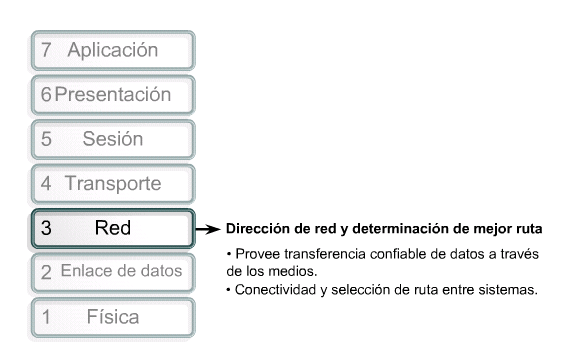 7 Aplicación
6 Presentación
5 Sesión
4 Transporte
3 Red
Dirección de red y determinación de mejor ruta
• Provee transferencia confiable de datos a través
de los medios.
• Conectividad y selección de ruta entre sistemas.
2 Enlace de datos
1 Física